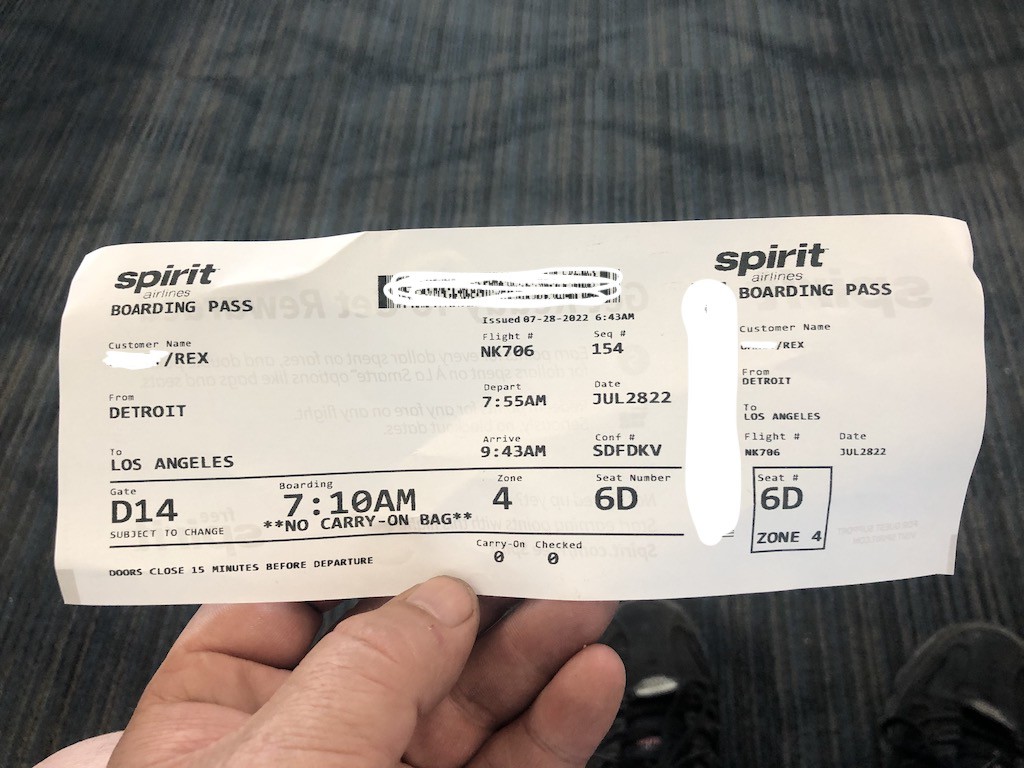 spirit
airlines
BOARDING PASS
Issued 07-28-2022 6:43AM
Customer Name
/REX
Flight # Seq #
NK706 154
From
DETROIT
Depart Date
7:55AM JUL2822
To
LOS ANGELES
Arrive Conf #
9:43AM SDFDKV
Gate Boarding Zone Seat Number
D14 7:10AM 4 6D
SUBJECT TO CHANGE **NO CARRY-ON BAG**
Carry-On Checked
0 0
DOORS CLOSE 15 MINUTES BEFORE DEPARTURE
spirit
airlines
BOARDING PASS
Customer Name
/REX
From
DETROIT
To
LOS ANGELES
Flight # Date
NK706 JUL2822
Seat #
6D
ZONE 4